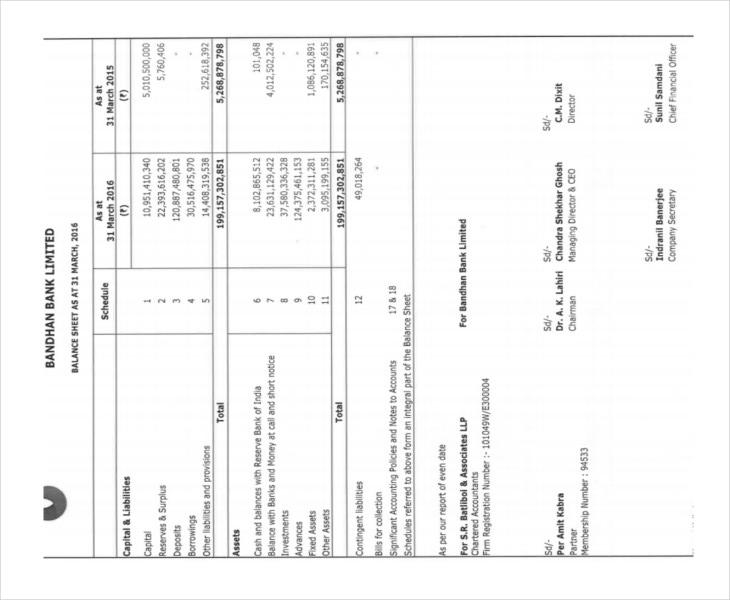 BANDHAN BANK LIMITED
BALANCE SHEET AS AT 31 MARCH, 2016
Schedule As at 31 March 2016 (₹) As at 31 March 2015 (₹)
Capital & Liabilities
Capital 1 10,951,410,340 5,010,500,000
Reserves & Surplus 2 22,393,616,202 5,760,406
Deposits 3 120,887,480,801 -
Borrowings 4 30,516,475,970 -
Other liabilities and provisions 5 14,408,319,538 252,618,392
Total 199,157,302,851 5,268,878,798
Assets
Cash and balances with Reserve Bank of India 6 8,102,865,512 101,048
Balance with Banks and Money at call and short notice 7 23,631,129,422 4,012,502,224
Investments 8 37,580,336,328 -
Advances 9 124,375,461,153 -
Fixed Assets 10 2,372,311,281 1,086,120,891
Other Assets 11 3,095,199,155 170,154,635
Total 199,157,302,851 5,268,878,798
Contingent liabilities 12 49,018,264 -
Bills for collection - -
Significant Accounting Policies and Notes to Accounts 17 & 18
Schedules referred to above form an integral part of the Balance Sheet
As per our report of even date
For S.R. Batliboi & Associates LLP For Bandhan Bank Limited
Chartered Accountants
Firm Registration Number :- 101049W/E300004
Sd/- Sd/- Sd/- Sd/-
Per Amit Kabra Dr. A. K. Lahiri Chandra Shekhar Ghosh C.M. Dixit
Partner Chairman Managing Director & CEO Director
Membership Number : 94533
Sd/- Sd/-
Indranil Banerjee Sunil Samdani
Company Secretary Chief Financial Officer